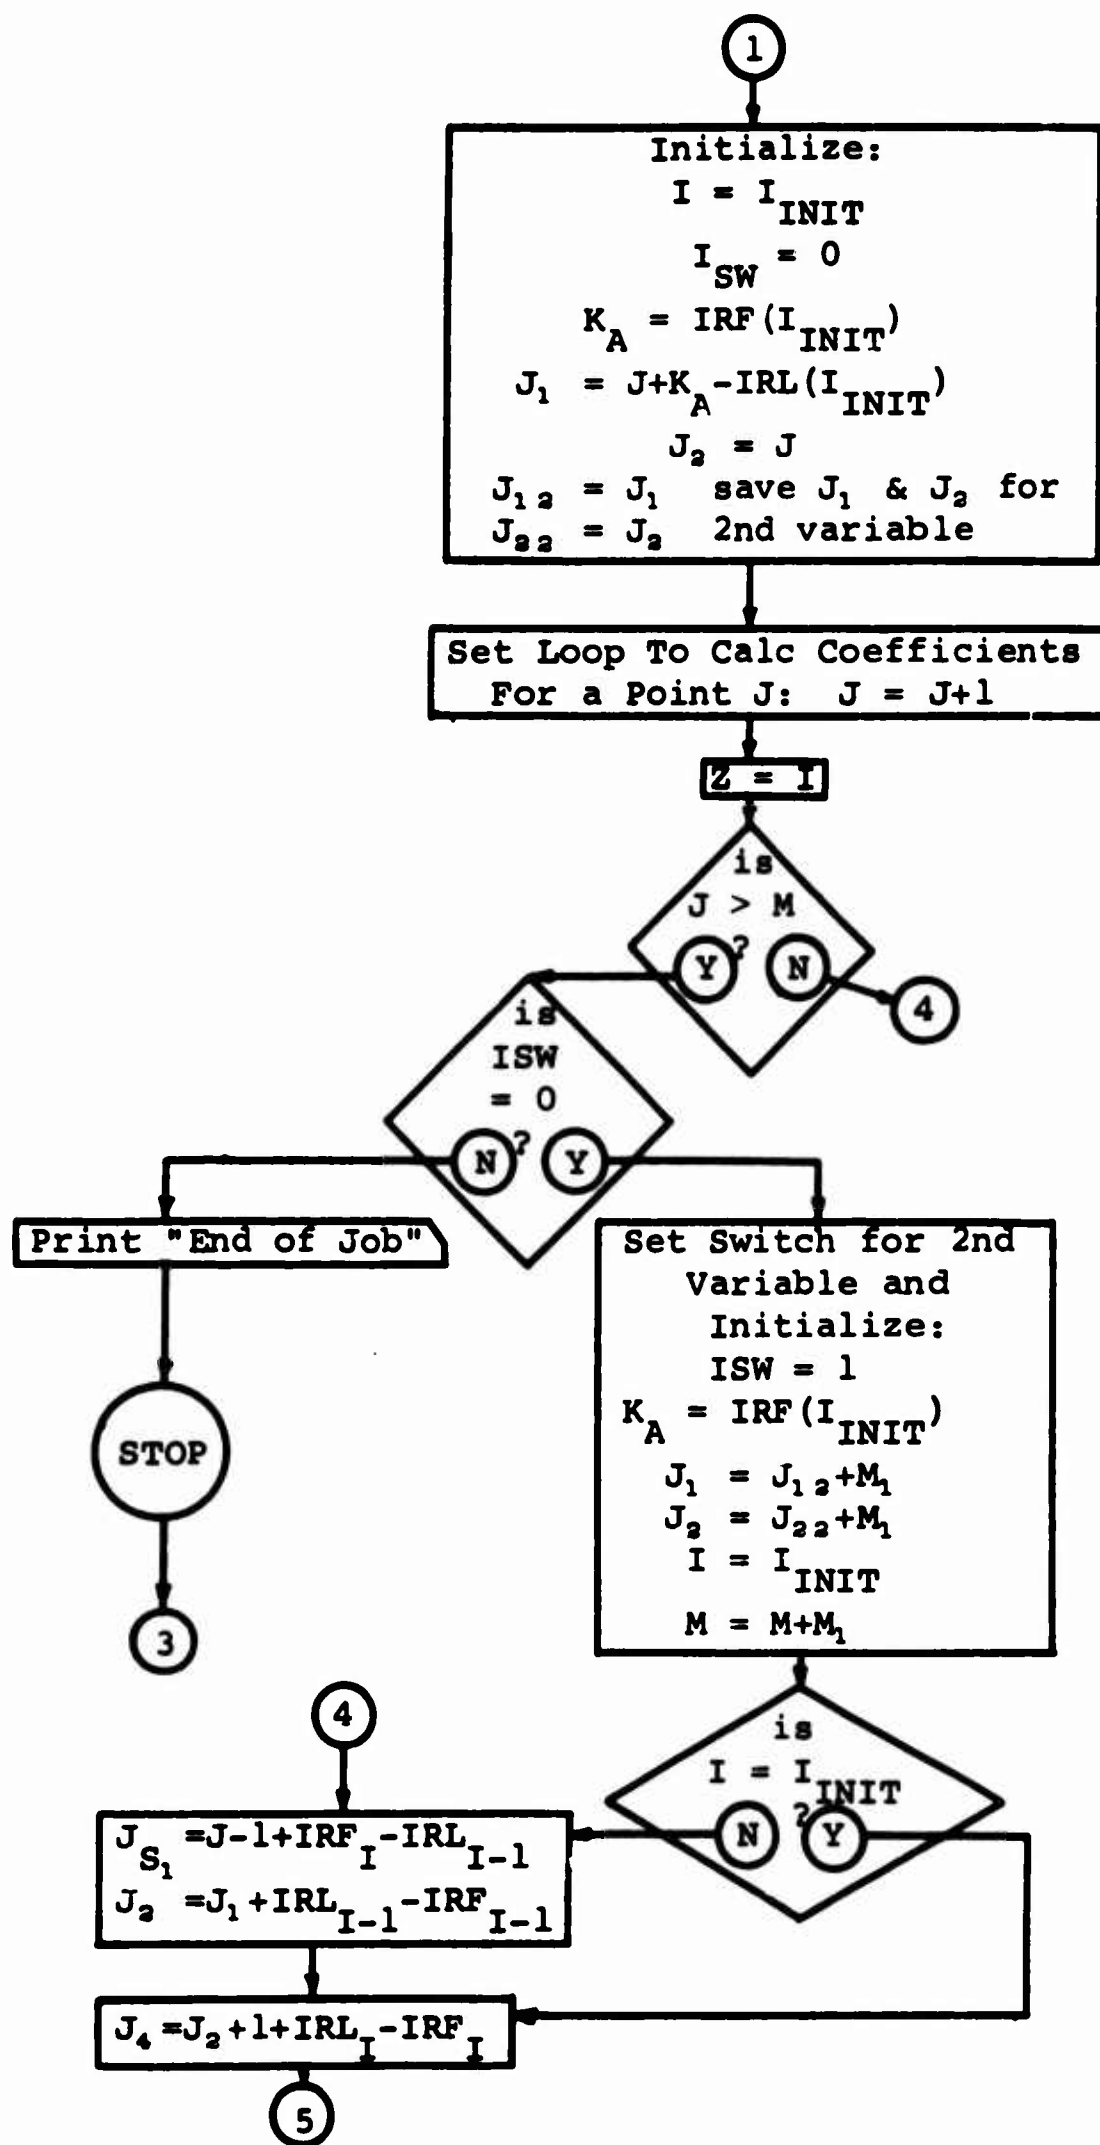 1
Initialize:
I = I_INIT
I_SW = 0
K_A = IRF(I_INIT)
J₁ = J+K_A-IRL(I_INIT)
J₂ = J
J₁₂ = J₁ save J₁ & J₂ for
J₂₂ = J₂ 2nd variable
Set Loop To Calc Coefficients
For a Point J: J = J+1
Z = I
is
J > M
?
Y
N
4
is
ISW
= 0
?
N
Y
Print "End of Job"
STOP
3
Set Switch for 2nd
Variable and
Initialize:
ISW = 1
K_A = IRF(I_INIT)
J₁ = J₁₂+M₁
J₂ = J₂₂+M₁
I = I_INIT
M = M+M₁
is
I = I_INIT
?
N
Y
4
J_S₁ =J-1+IRF_I-IRL_I-1
J₂ =J₁+IRL_I-1-IRF_I-1
J₄ =J₂+1+IRL_I-IRF_I
5